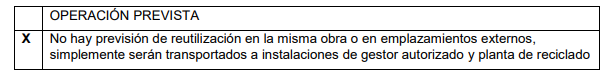 OPERACIÓN PREVISTA
X No hay previsión de reutilización en la misma obra o en emplazamientos externos,
simplemente serán transportados a instalaciones de gestor autorizado y planta de reciclado